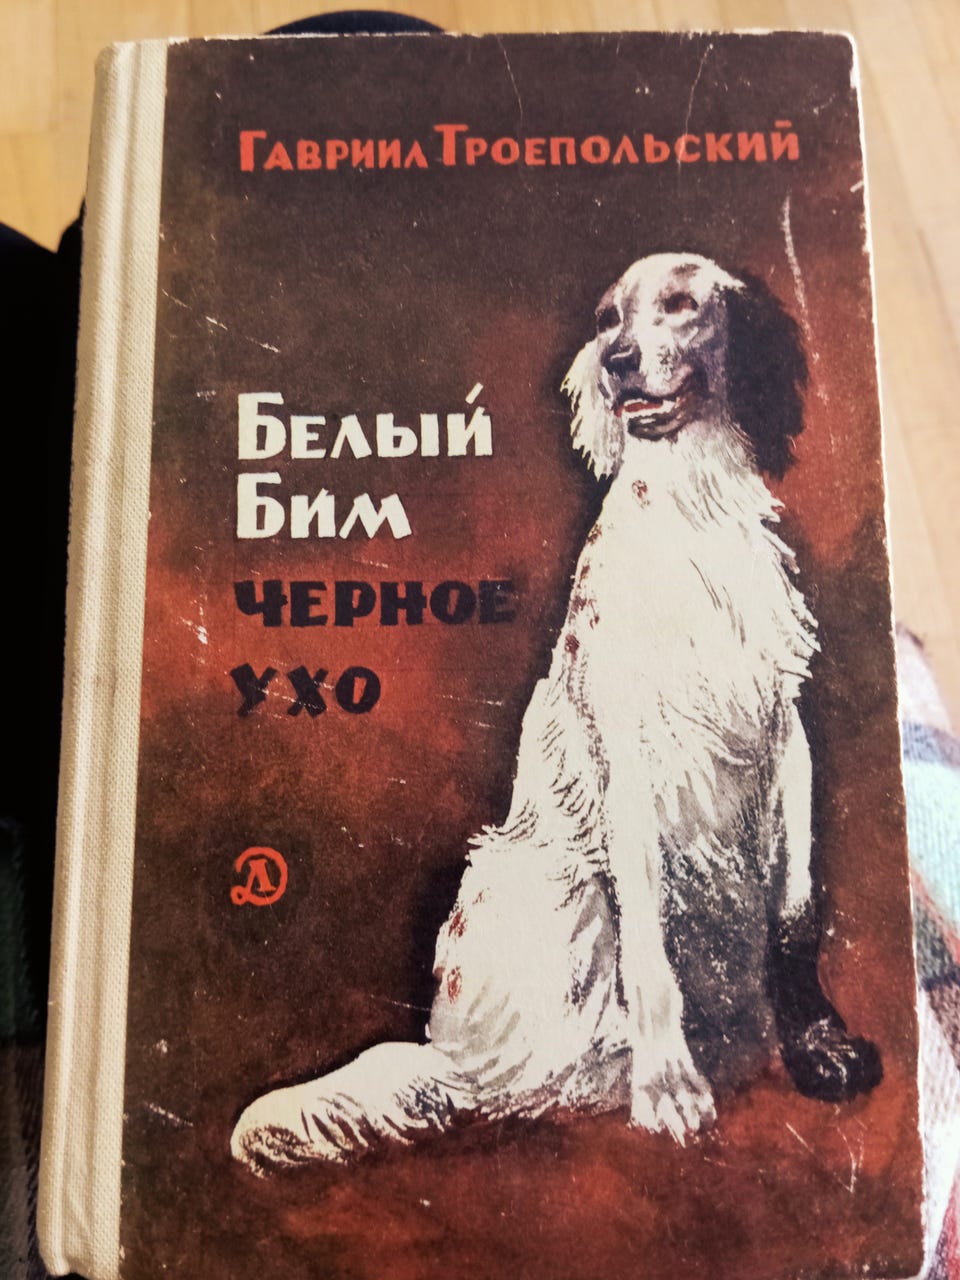 Гавриил Троепольский
Белый
Бим
черное
ухо
Д